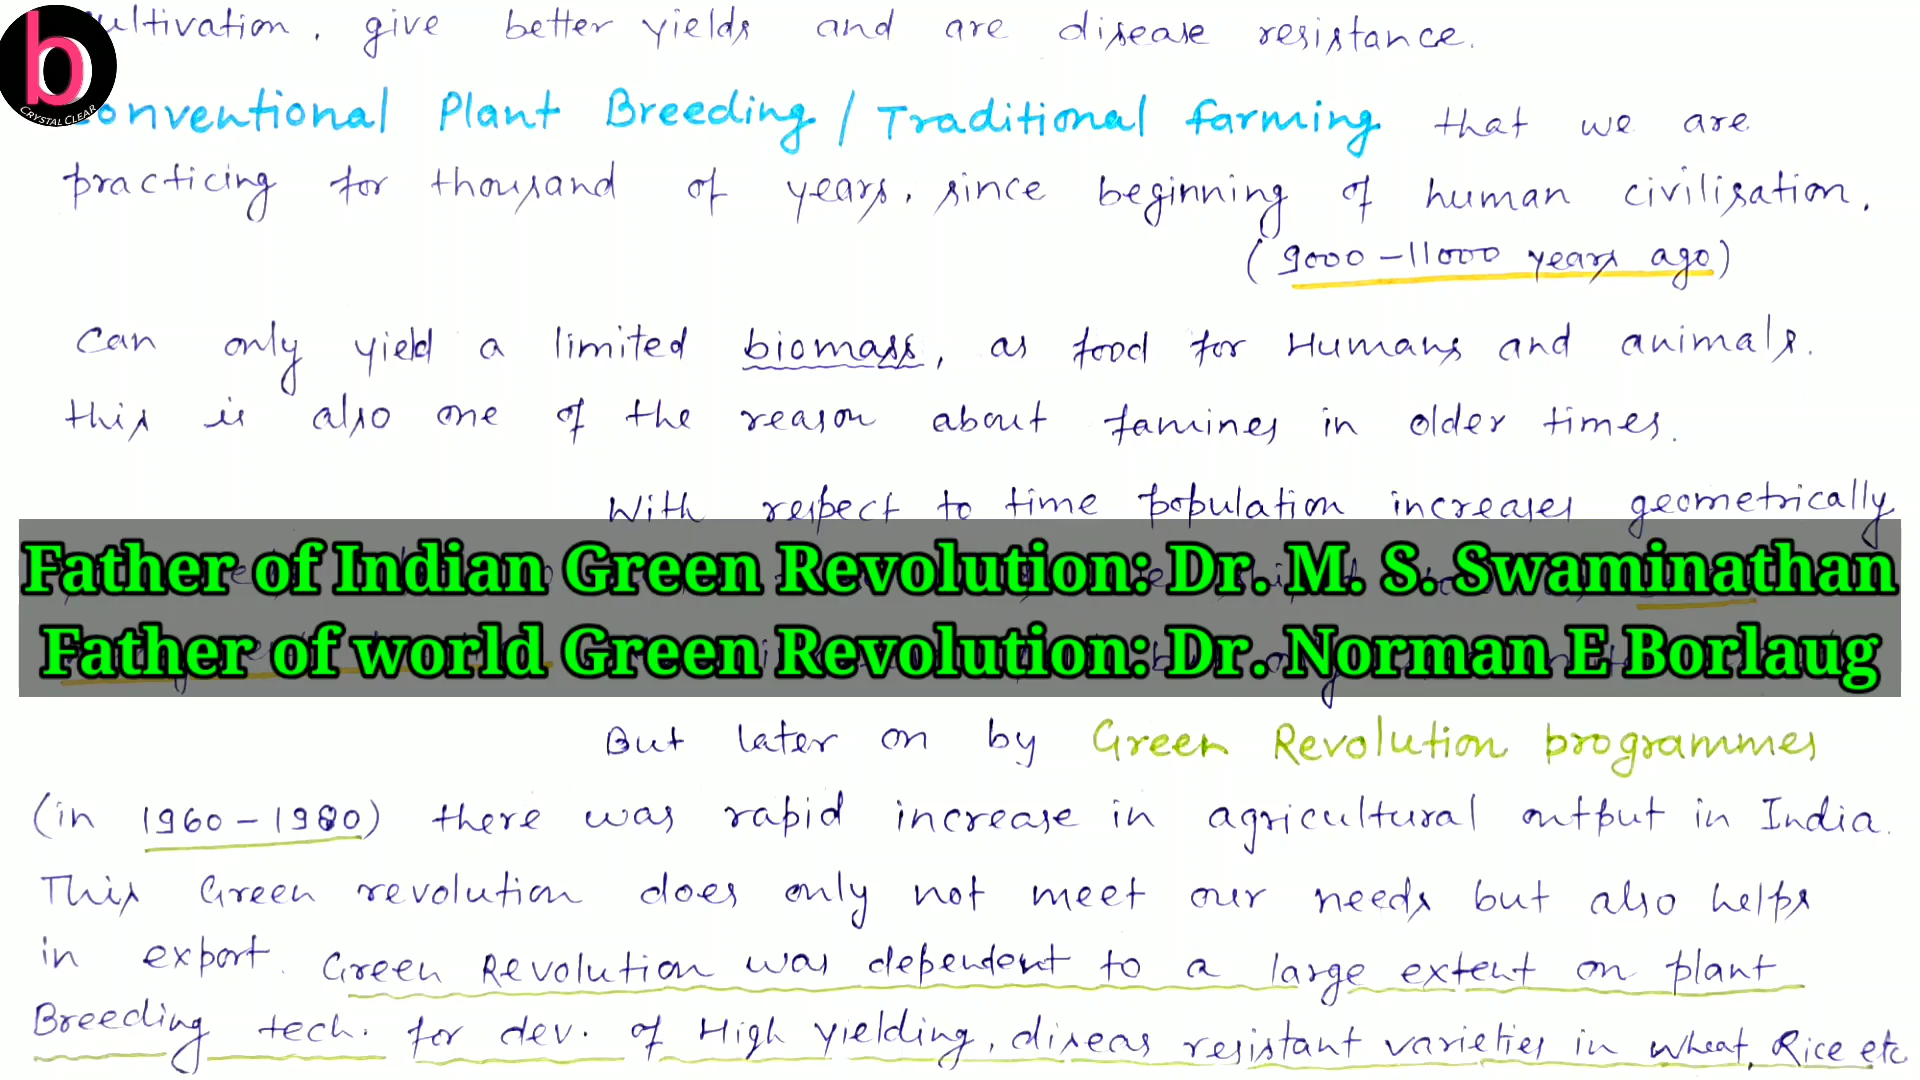 b
CRYSTAL CLEAR
ultivation, give better yields and are disease resistance.
onventional Plant Breeding / Traditional farming that we are
practicing for thousand of years, since beginning of human civilisation.
(9000-11000 years ago)
Can only yield a limited biomass, as food for Humans and animals.
this is also one of the reason about famines in older times.
With respect to time population increases geometrically
Father of Indian Green Revolution: Dr. M. S. Swaminathan
Father of world Green Revolution: Dr. Norman E Borlaug
But later on by Green Revolution programmes
(in 1960-1980) there was rapid increase in agricultural output in India.
This Green revolution does only not meet our needs but also helps
in export. Green Revolution was dependent to a large extent on plant
Breeding tech. for dev. of High yielding, diseas resistant varieties in wheat, Rice etc